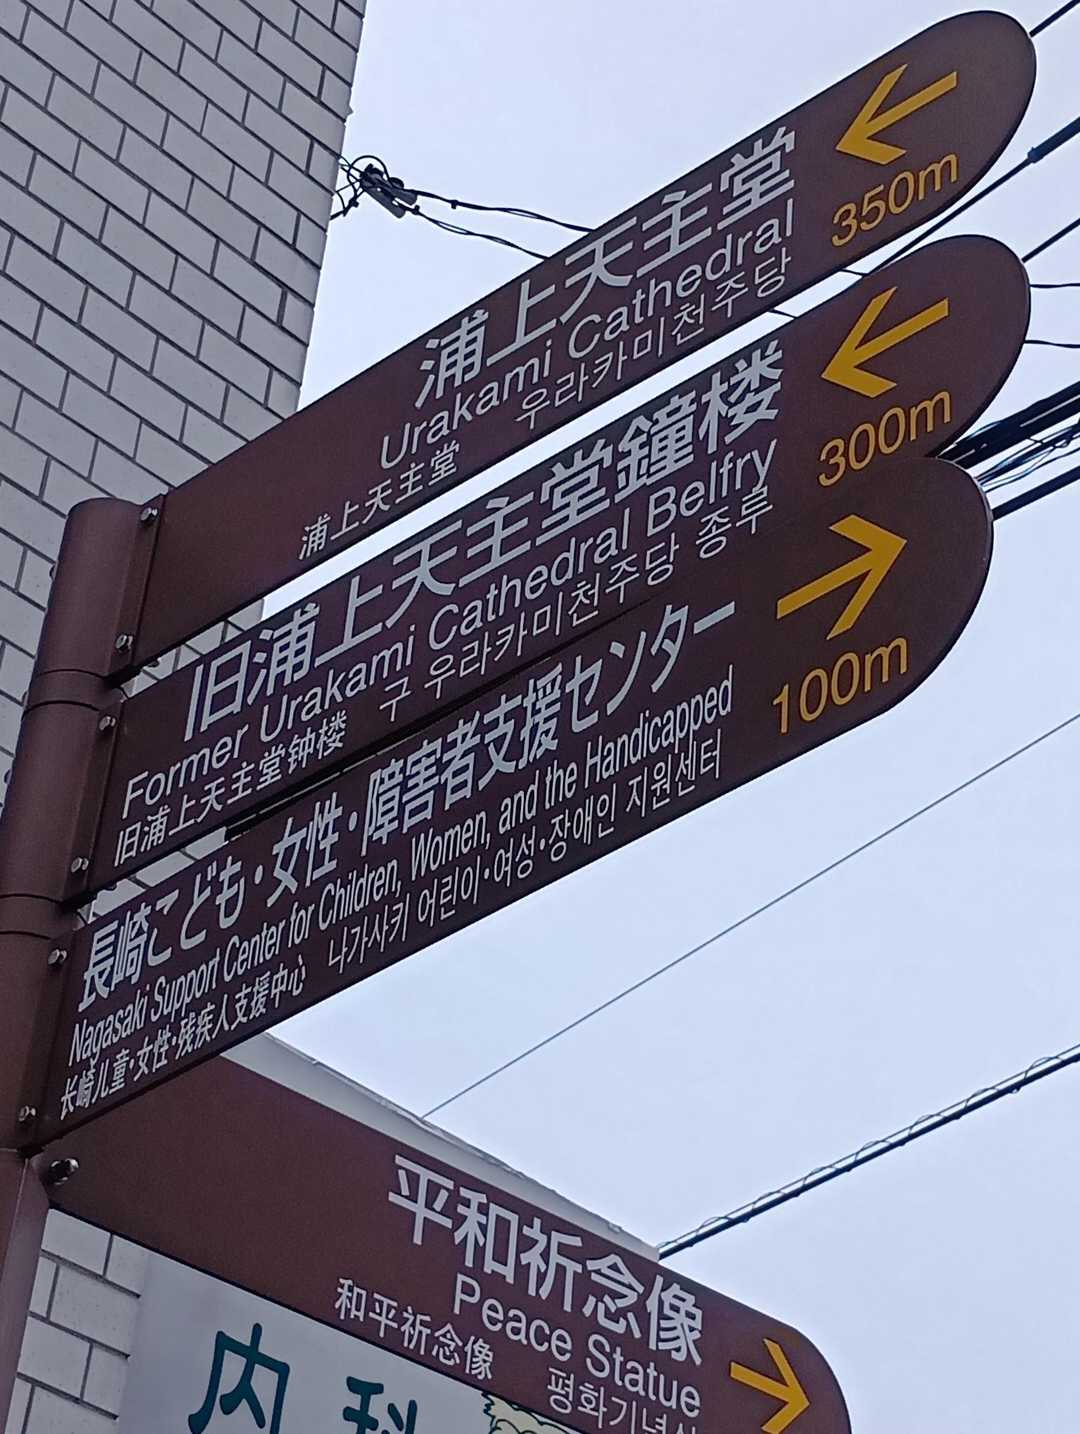 浦上天主堂
Urakami Cathedral
浦上天主堂 우라카미천주당
350m
旧浦上天主堂鐘楼
Former Urakami Cathedral Belfry
旧浦上天主堂钟楼 구 우라카미천주당 종루
300m
長崎こども・女性・障害者支援センター
Nagasaki Support Center for Children, Women, and the Handicapped
长崎儿童・女性・残疾人支援中心 나가사키 어린이・여성・장애인 지원센터
100m
平和祈念像
Peace Statue
和平祈念像
内科